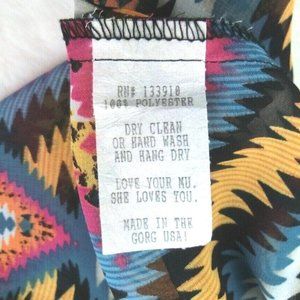 RN# 133910
100% POLYESTER
DRY CLEAN
OR HAND WASH
AND HANG DRY
LOVE YOUR MU.
SHE LOVES YOU.
MADE IN THE
GORG USA!